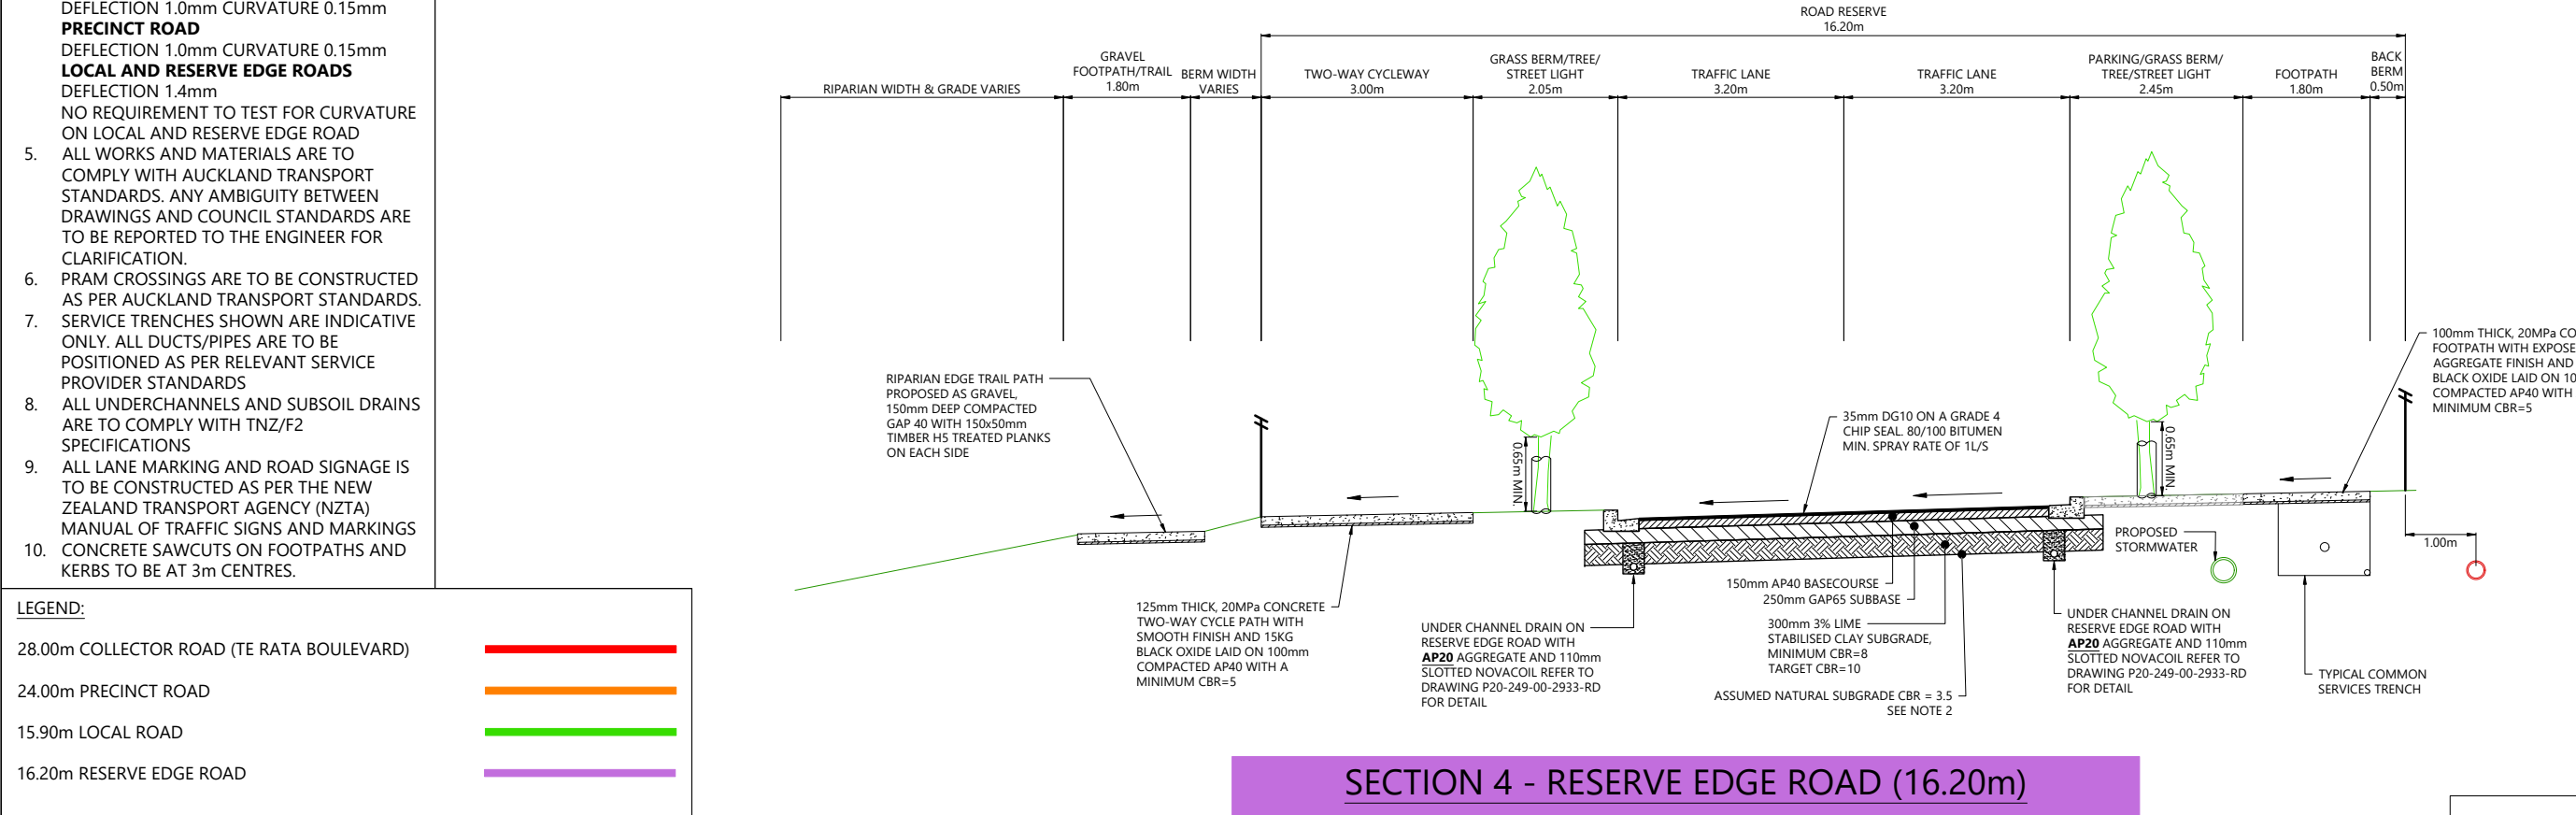 DEFLECTION 1.0mm CURVATURE 0.15mm
PRECINCT ROAD
DEFLECTION 1.0mm CURVATURE 0.15mm
LOCAL AND RESERVE EDGE ROADS
DEFLECTION 1.4mm
NO REQUIREMENT TO TEST FOR CURVATURE
ON LOCAL AND RESERVE EDGE ROAD
5. ALL WORKS AND MATERIALS ARE TO
COMPLY WITH AUCKLAND TRANSPORT
STANDARDS. ANY AMBIGUITY BETWEEN
DRAWINGS AND COUNCIL STANDARDS ARE
TO BE REPORTED TO THE ENGINEER FOR
CLARIFICATION.
6. PRAM CROSSINGS ARE TO BE CONSTRUCTED
AS PER AUCKLAND TRANSPORT STANDARDS.
7. SERVICE TRENCHES SHOWN ARE INDICATIVE
ONLY. ALL DUCTS/PIPES ARE TO BE
POSITIONED AS PER RELEVANT SERVICE
PROVIDER STANDARDS
8. ALL UNDERCHANNELS AND SUBSOIL DRAINS
ARE TO COMPLY WITH TNZ/F2
SPECIFICATIONS
9. ALL LANE MARKING AND ROAD SIGNAGE IS
TO BE CONSTRUCTED AS PER THE NEW
ZEALAND TRANSPORT AGENCY (NZTA)
MANUAL OF TRAFFIC SIGNS AND MARKINGS
10. CONCRETE SAWCUTS ON FOOTPATHS AND
KERBS TO BE AT 3m CENTRES.
LEGEND:
28.00m COLLECTOR ROAD (TE RATA BOULEVARD)
24.00m PRECINCT ROAD
15.90m LOCAL ROAD
16.20m RESERVE EDGE ROAD
ROAD RESERVE
16.20m
RIPARIAN WIDTH & GRADE VARIES
GRAVEL
FOOTPATH/TRAIL
1.80m
BERM WIDTH
VARIES
TWO-WAY CYCLEWAY
3.00m
GRASS BERM/TREE/
STREET LIGHT
2.05m
TRAFFIC LANE
3.20m
TRAFFIC LANE
3.20m
PARKING/GRASS BERM/
TREE/STREET LIGHT
2.45m
FOOTPATH
1.80m
BACK
BERM
0.50m
RIPARIAN EDGE TRAIL PATH
PROPOSED AS GRAVEL,
150mm DEEP COMPACTED
GAP 40 WITH 150x50mm
TIMBER H5 TREATED PLANKS
ON EACH SIDE
0.65m MIN.
35mm DG10 ON A GRADE 4
CHIP SEAL. 80/100 BITUMEN
MIN. SPRAY RATE OF 1L/S
0.65m MIN.
100mm THICK, 20MPa CO
FOOTPATH WITH EXPOSE
AGGREGATE FINISH AND
BLACK OXIDE LAID ON 10
COMPACTED AP40 WITH
MINIMUM CBR=5
PROPOSED
STORMWATER
1.00m
125mm THICK, 20MPa CONCRETE
TWO-WAY CYCLE PATH WITH
SMOOTH FINISH AND 15KG
BLACK OXIDE LAID ON 100mm
COMPACTED AP40 WITH A
MINIMUM CBR=5
UNDER CHANNEL DRAIN ON
RESERVE EDGE ROAD WITH
AP20 AGGREGATE AND 110mm
SLOTTED NOVACOIL REFER TO
DRAWING P20-249-00-2933-RD
FOR DETAIL
150mm AP40 BASECOURSE
250mm GAP65 SUBBASE
300mm 3% LIME
STABILISED CLAY SUBGRADE,
MINIMUM CBR=8
TARGET CBR=10
ASSUMED NATURAL SUBGRADE CBR = 3.5
SEE NOTE 2
UNDER CHANNEL DRAIN ON
RESERVE EDGE ROAD WITH
AP20 AGGREGATE AND 110mm
SLOTTED NOVACOIL REFER TO
DRAWING P20-249-00-2933-RD
FOR DETAIL
TYPICAL COMMON
SERVICES TRENCH
SECTION 4 - RESERVE EDGE ROAD (16.20m)